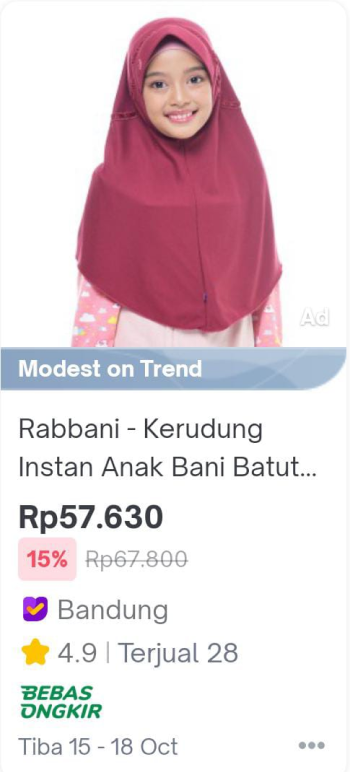 Ad
Modest on Trend
Rabbani - Kerudung
Instan Anak Bani Batut...
Rp57.630
15% Rp67.800
Bandung
4.9 | Terjual 28
BEBAS
ONGKIR
Tiba 15 - 18 Oct